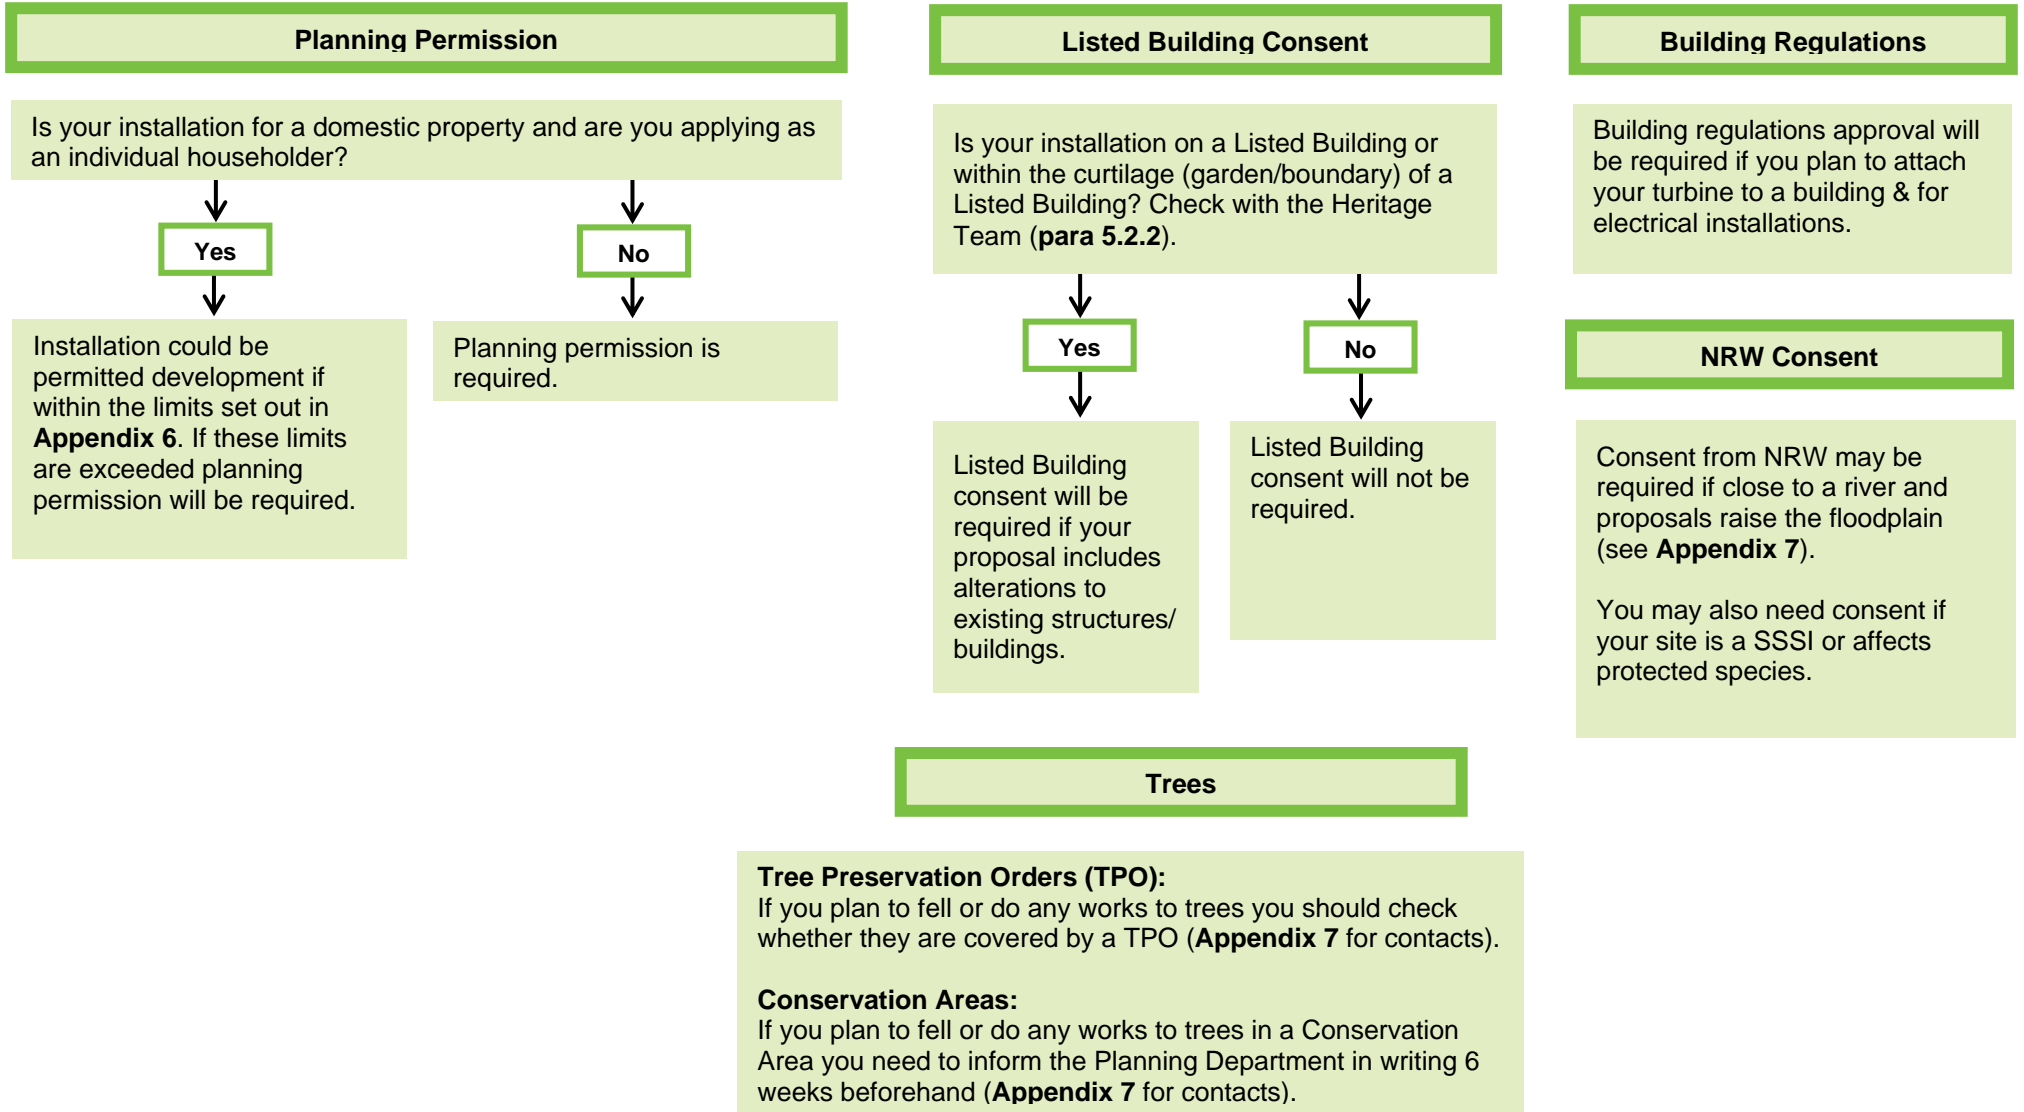 Planning Permission
Is your installation for a domestic property and are you applying as
an individual householder?
Yes
No
Installation could be
permitted development if
within the limits set out in
Appendix 6. If these limits
are exceeded planning
permission will be required.
Planning permission is
required.
Listed Building Consent
Is your installation on a Listed Building or
within the curtilage (garden/boundary) of a
Listed Building? Check with the Heritage
Team (para 5.2.2).
Yes
No
Listed Building
consent will be
required if your
proposal includes
alterations to
existing structures/
buildings.
Listed Building
consent will not be
required.
Building Regulations
Building regulations approval will
be required if you plan to attach
your turbine to a building & for
electrical installations.
NRW Consent
Consent from NRW may be
required if close to a river and
proposals raise the floodplain
(see Appendix 7).
You may also need consent if
your site is a SSSI or affects
protected species.
Trees
Tree Preservation Orders (TPO):
If you plan to fell or do any works to trees you should check
whether they are covered by a TPO (Appendix 7 for contacts).
Conservation Areas:
If you plan to fell or do any works to trees in a Conservation
Area you need to inform the Planning Department in writing 6
weeks beforehand (Appendix 7 for contacts).